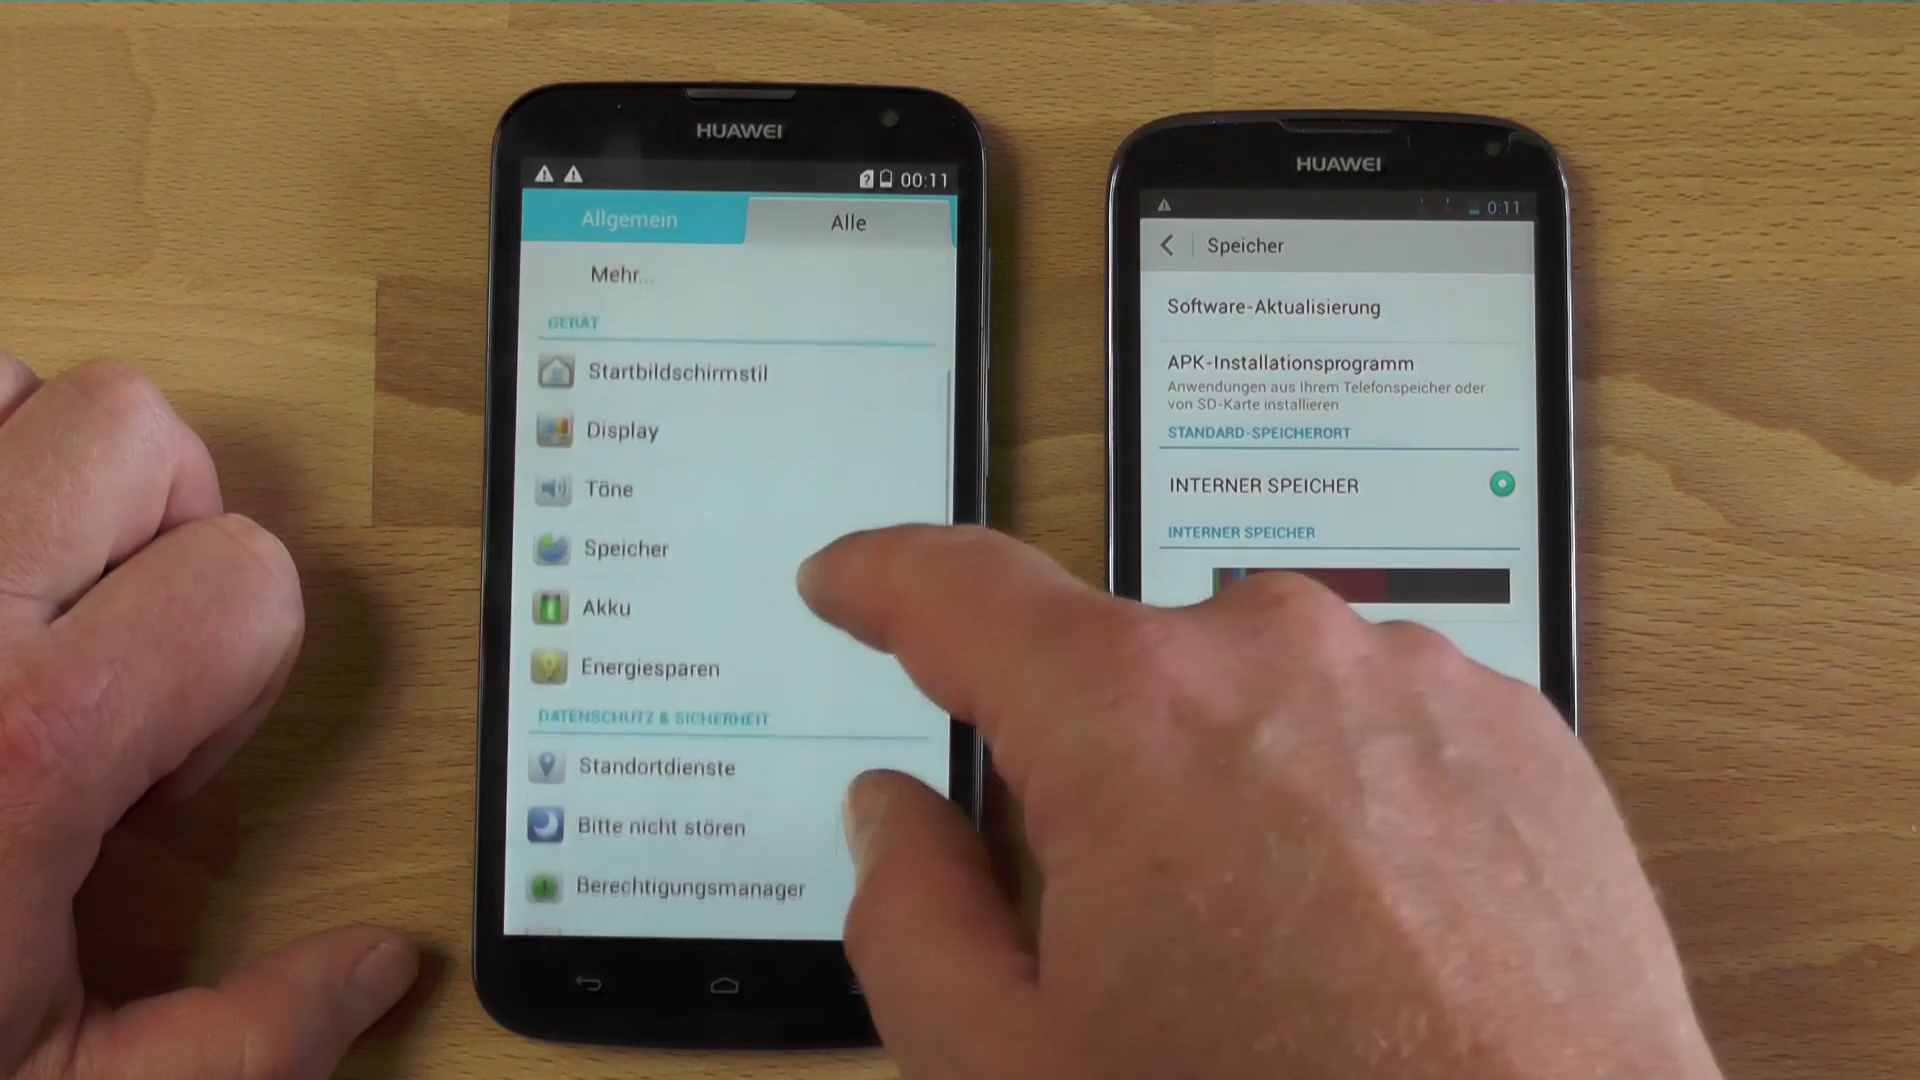 HUAWEI
00:11
Allgemein
Alle
Mehr...
GERÄT
Startbildschirmstil
Display
Töne
Speicher
Akku
Energiesparen
DATENSCHUTZ & SICHERHEIT
Standortdienste
Bitte nicht stören
Berechtigungsmanager
HUAWEI
0:11
Speicher
Software-Aktualisierung
APK-Installationsprogramm
Anwendungen aus Ihrem Telefonspeicher oder
von SD-Karte installieren
STANDARD-SPEICHERORT
INTERNER SPEICHER
INTERNER SPEICHER